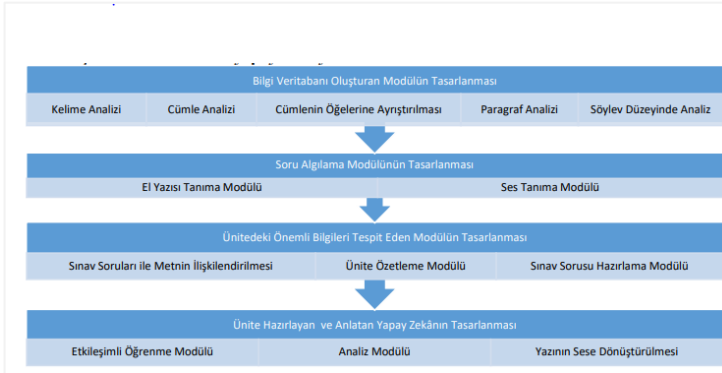 Bilgi Veritabanı Oluşturan Modülün Tasarlanması
Kelime Analizi Cümle Analizi Cümlenin Öğelerine Ayrıştırılması Paragraf Analizi Söylev Düzeyinde Analiz
Soru Algılama Modülünün Tasarlanması
El Yazısı Tanıma Modülü Ses Tanıma Modülü
Ünitedeki Önemli Bilgileri Tespit Eden Modülün Tasarlanması
Sınav Soruları ile Metnin İlişkilendirilmesi Ünite Özetleme Modülü Sınav Sorusu Hazırlama Modülü
Ünite Hazırlayan ve Anlatan Yapay Zekânın Tasarlanması
Etkileşimli Öğrenme Modülü Analiz Modülü Yazının Sese Dönüştürülmesi